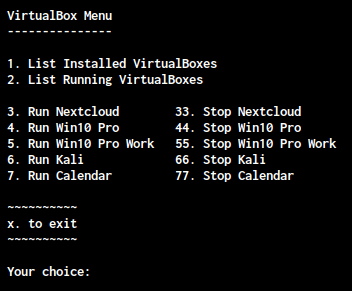 VirtualBox Menu
---------------
1. List Installed VirtualBoxes
2. List Running VirtualBoxes
3. Run Nextcloud 33. Stop Nextcloud
4. Run Win10 Pro 44. Stop Win10 Pro
5. Run Win10 Pro Work 55. Stop Win10 Pro Work
6. Run Kali 66. Stop Kali
7. Run Calendar 77. Stop Calendar
~~~~~~~~~~
x. to exit
~~~~~~~~~~
Your choice: